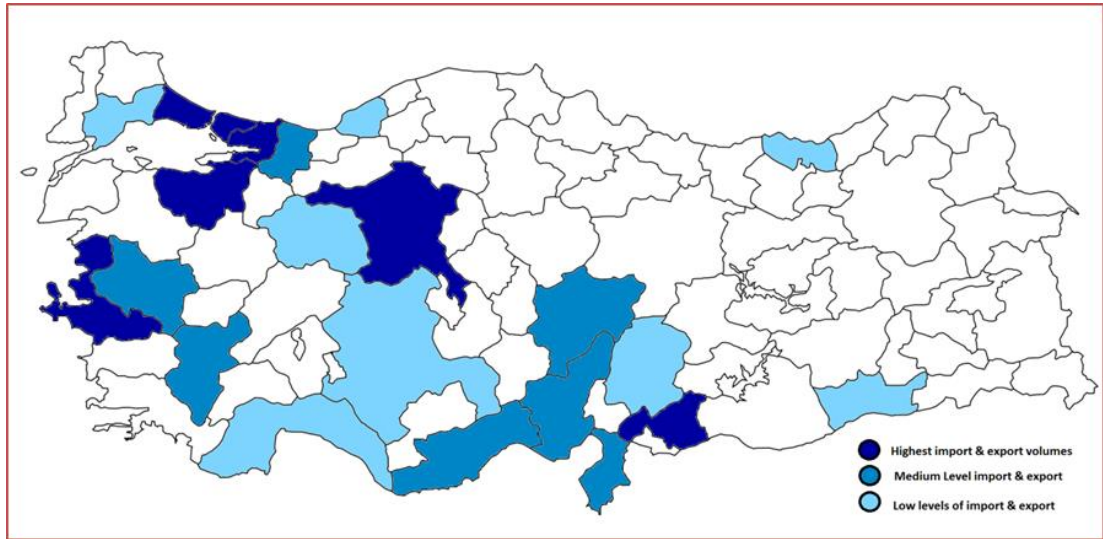 Highest import & export volumes
Medium Level import & export
Low levels of import & export